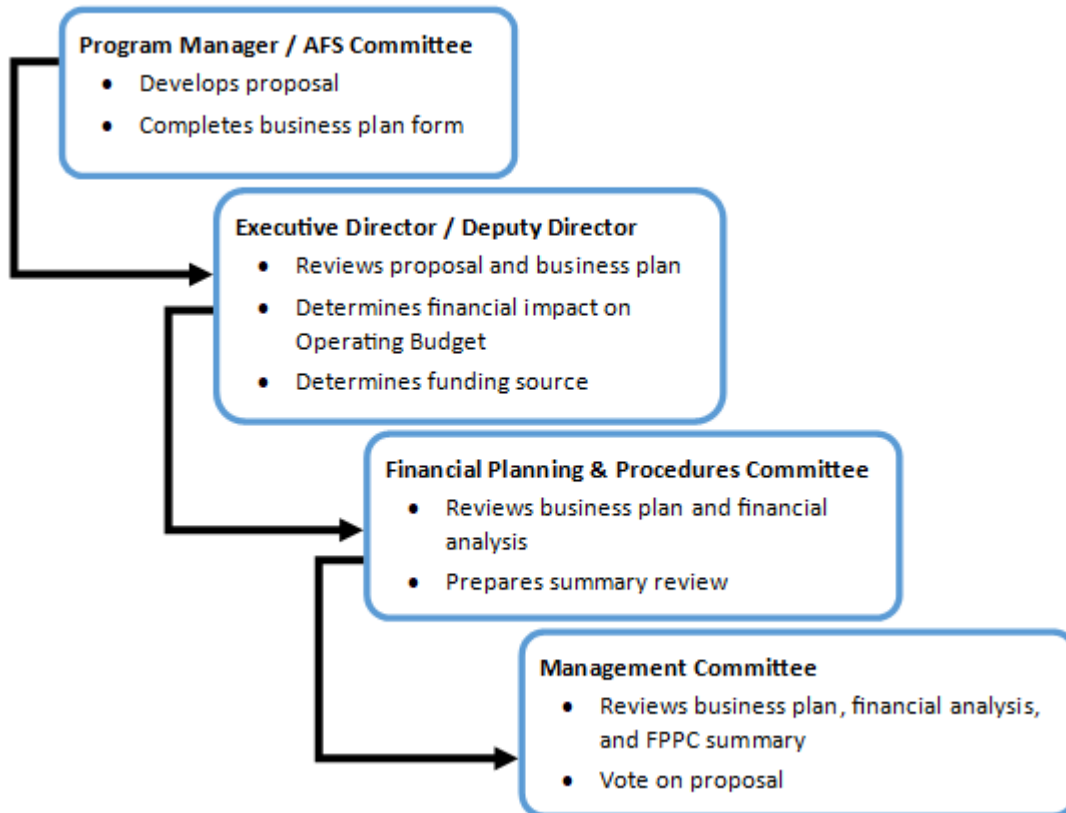 Program Manager / AFS Committee
• Develops proposal
• Completes business plan form
Executive Director / Deputy Director
• Reviews proposal and business plan
• Determines financial impact on
Operating Budget
• Determines funding source
Financial Planning & Procedures Committee
• Reviews business plan and financial
analysis
• Prepares summary review
Management Committee
• Reviews business plan, financial analysis,
and FPPC summary
• Vote on proposal